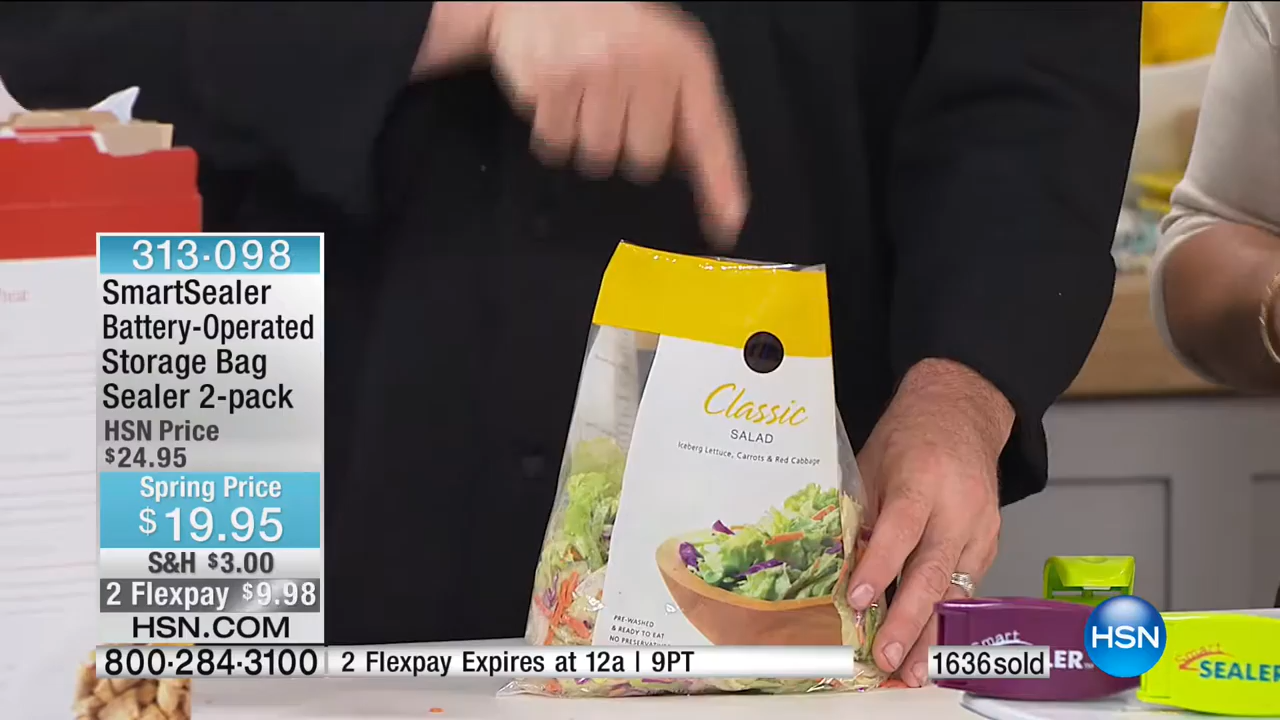 313·098
SmartSealer
Battery-Operated
Storage Bag
Sealer 2-pack
HSN Price
$24.95
Spring Price
$19.95
S&H $3.00
2 Flexpay $9.98
HSN.COM
800·284·3100
2 Flexpay Expires at 12a | 9PT
1636sold
HSN
Classic
SALAD
Iceberg Lettuce, Carrots & Red Cabbage
PRE-WASHED
& READY TO EAT
NO
smart
smart
SEALER